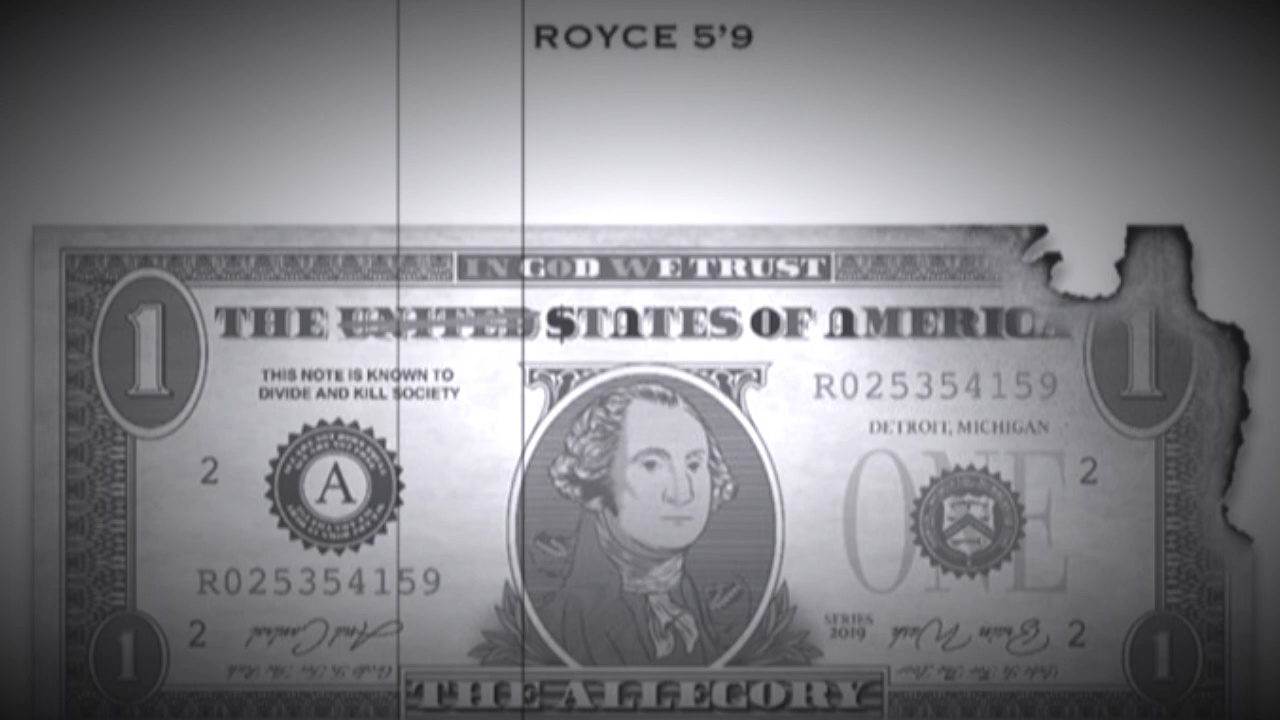 ROYCE 5'9
IN GOD WE TRUST
1
THE UNITED $TATES OF AMERICA
1
THIS NOTE IS KNOWN TO
DIVIDE AND KILL SOCIETY
R025354159
DETROIT, MICHIGAN
2
A
ONE
2
R025354159
SERIES
2019
2
2
1
1
THE ALLEGORY